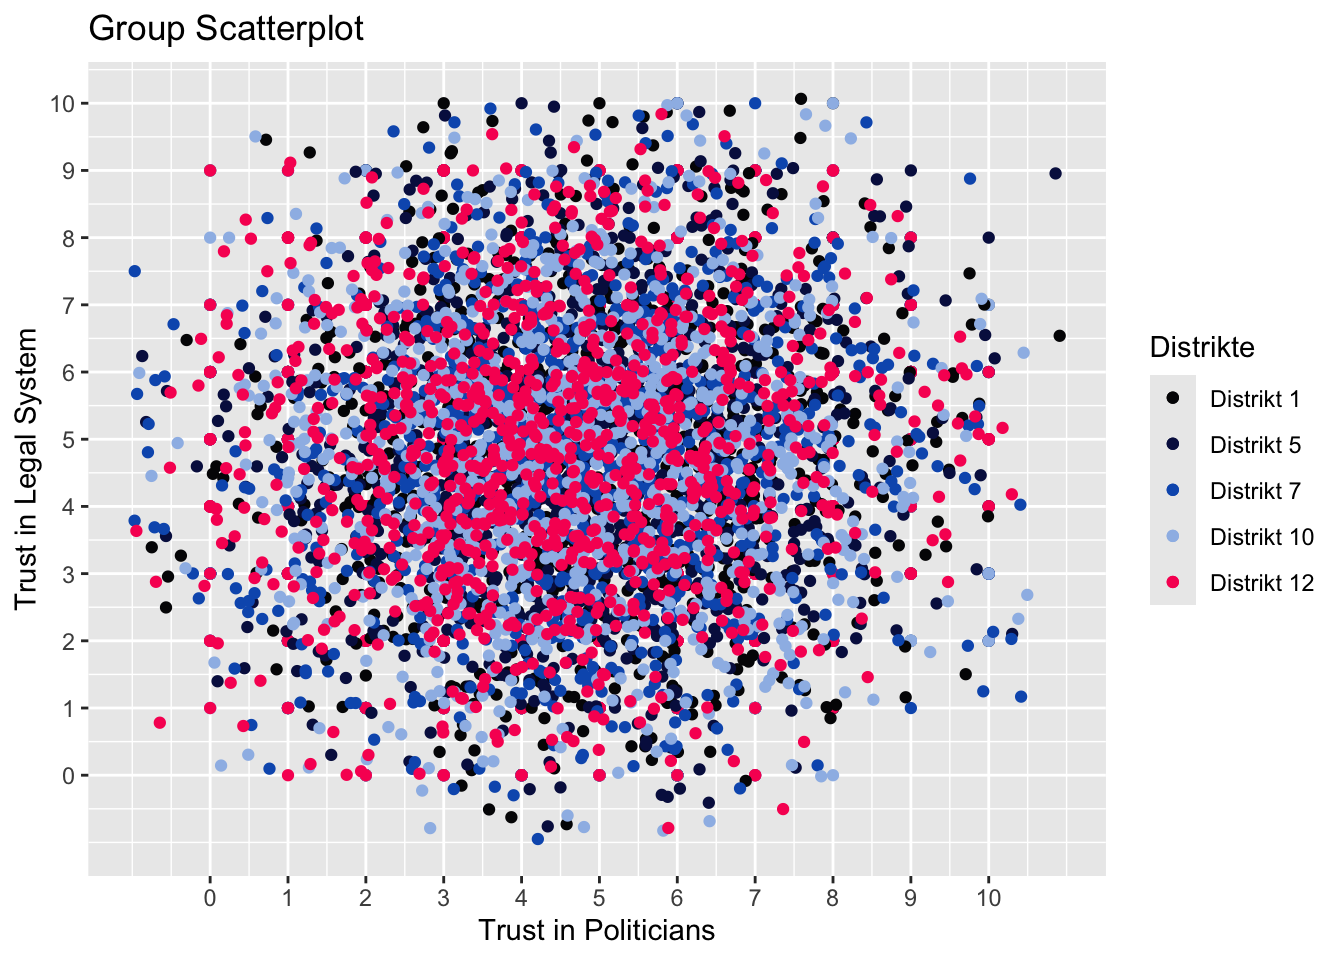 Group Scatterplot
Trust in Legal System
10
9
8
7
6
5
4
3
2
1
0
0 1 2 3 4 5 6 7 8 9 10
Trust in Politicians
Distrikte
Distrikt 1
Distrikt 5
Distrikt 7
Distrikt 10
Distrikt 12